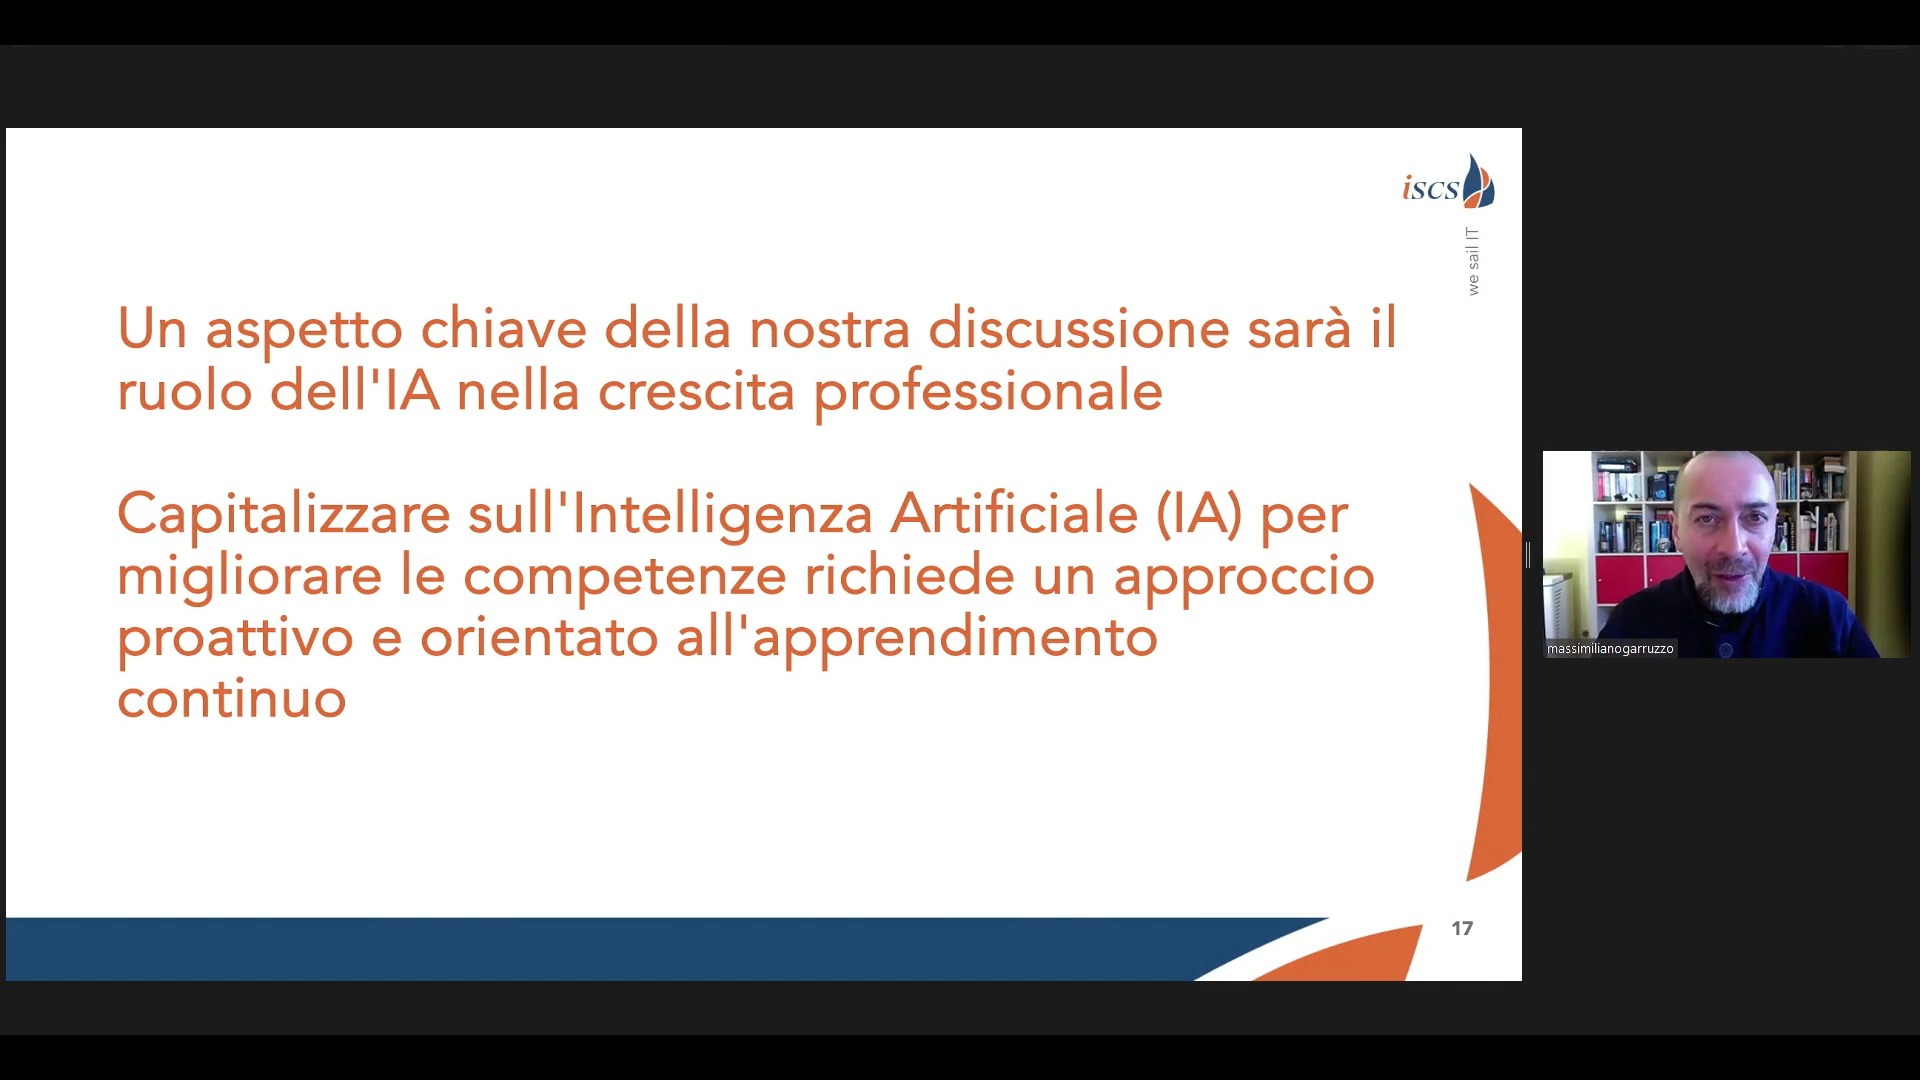 iscs
we sail IT
Un aspetto chiave della nostra discussione sarà il
ruolo dell'IA nella crescita professionale
Capitalizzare sull'Intelligenza Artificiale (IA) per
migliorare le competenze richiede un approccio
proattivo e orientato all'apprendimento
continuo
massimilianogarruzzo
17